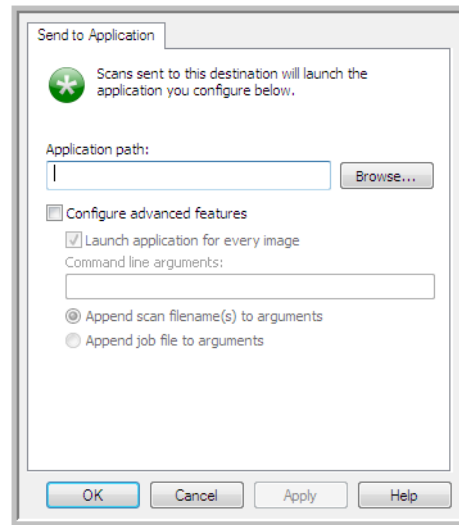 Send to Application
Scans sent to this destination will launch the
application you configure below.
Application path:
Browse...
Configure advanced features
Launch application for every image
Command line arguments:
Append scan filename(s) to arguments
Append job file to arguments
OK Cancel Apply Help